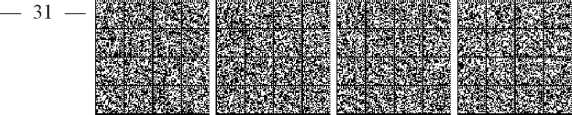 — 31 —